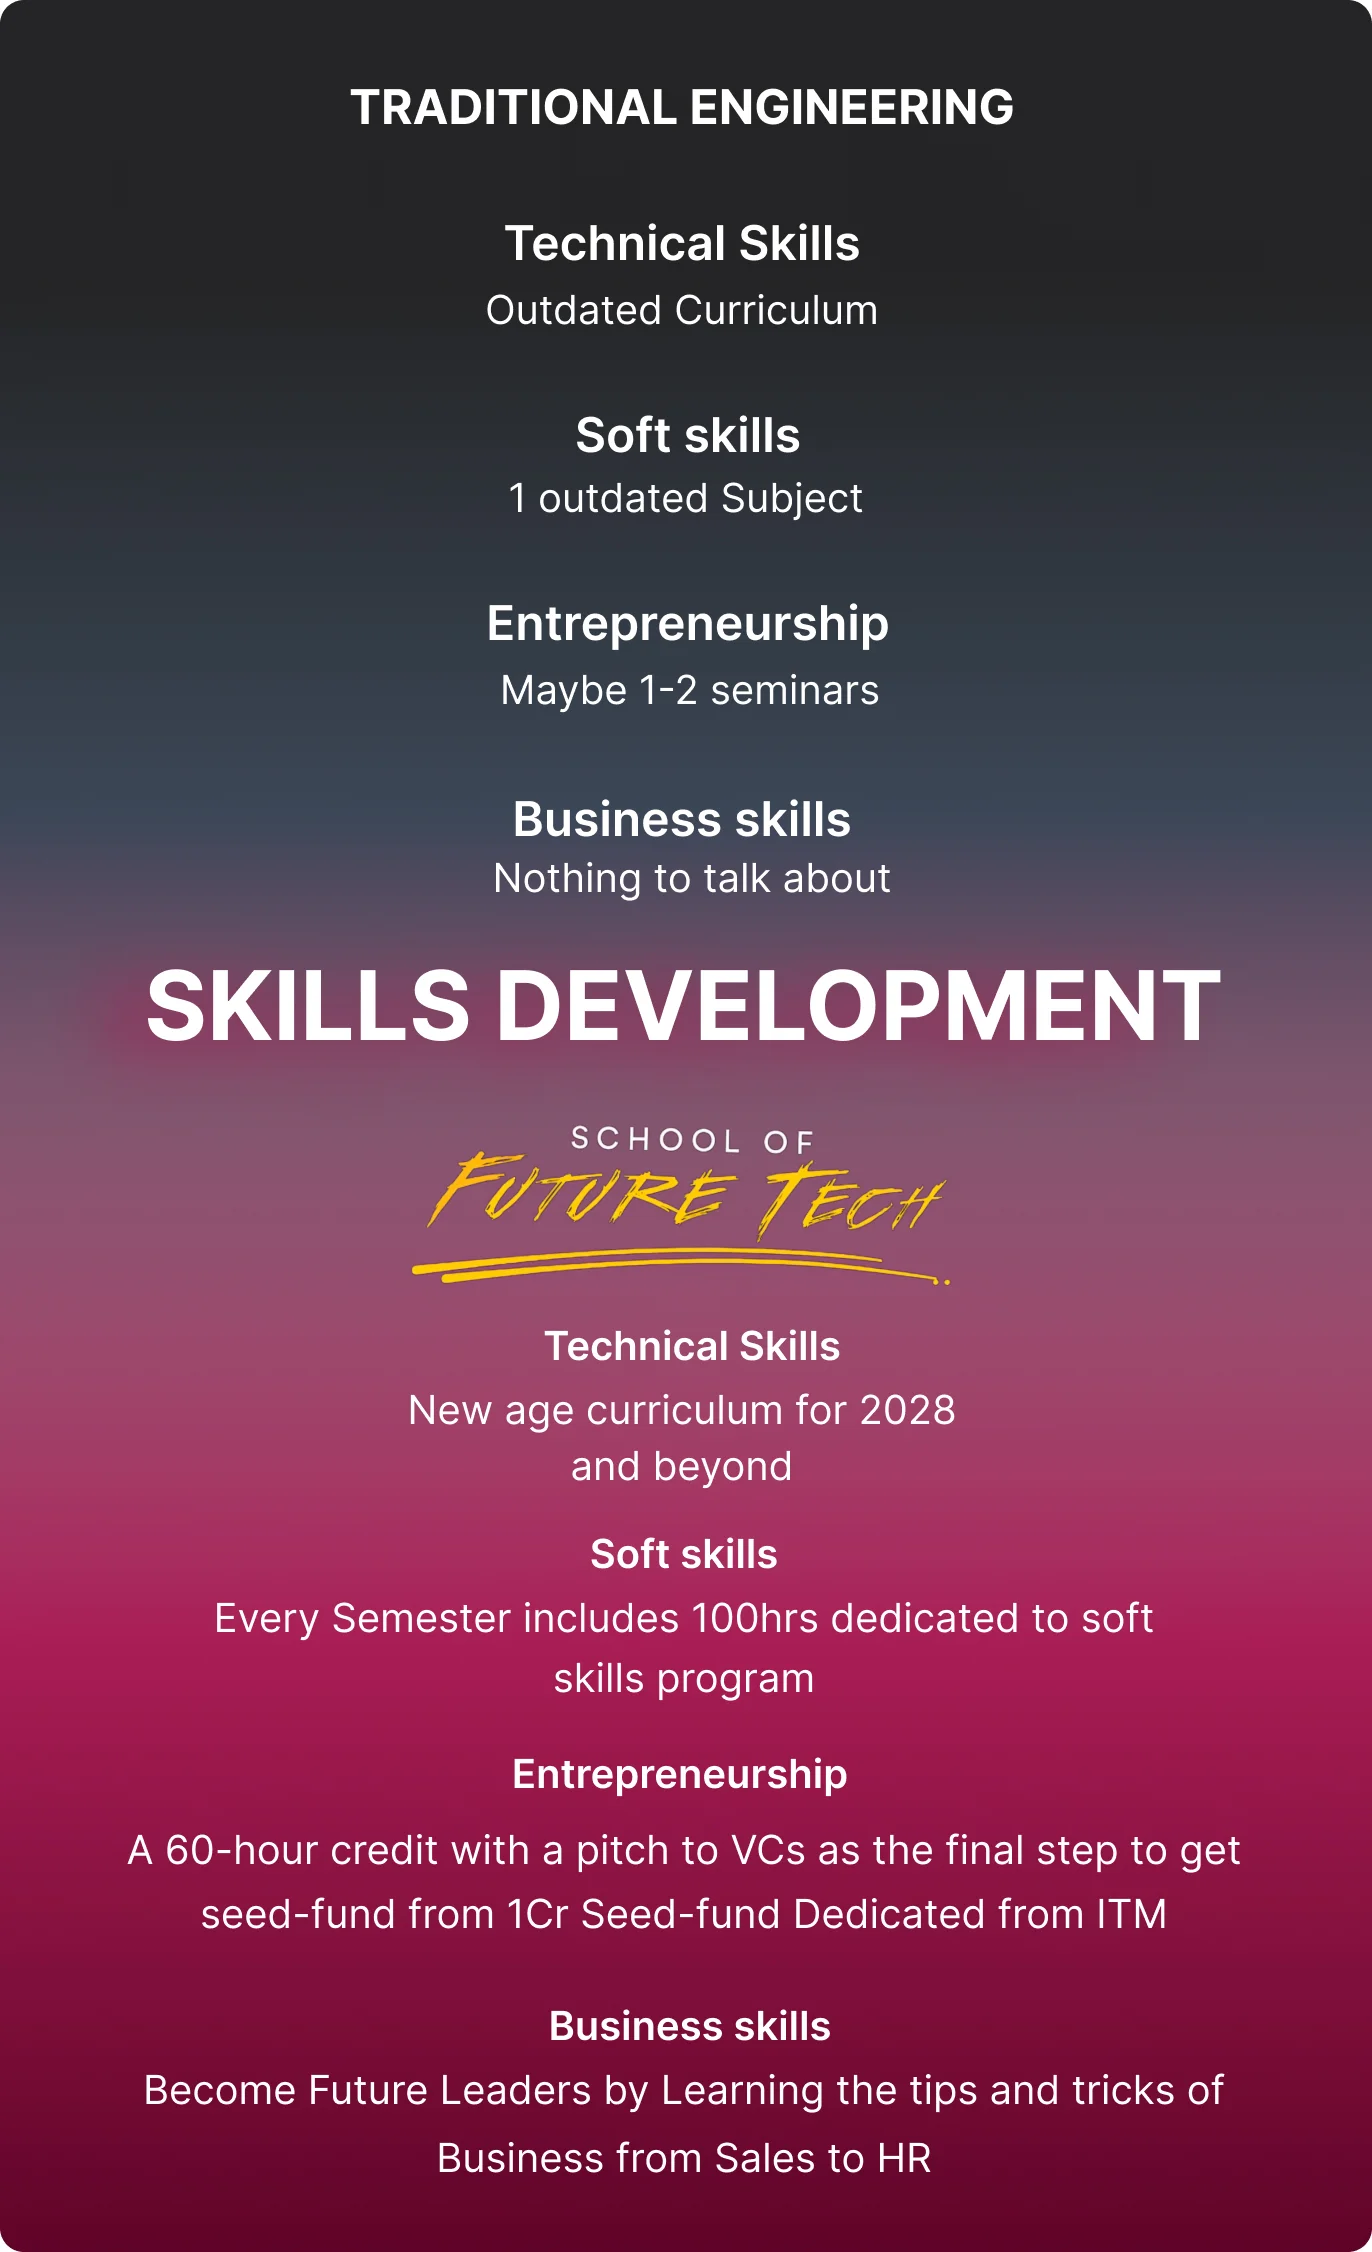 TRADITIONAL ENGINEERING
Technical Skills
Outdated Curriculum
Soft skills
1 outdated Subject
Entrepreneurship
Maybe 1-2 seminars
Business skills
Nothing to talk about
SKILLS DEVELOPMENT
SCHOOL OF
FUTURE TECH
Technical Skills
New age curriculum for 2028
and beyond
Soft skills
Every Semester includes 100hrs dedicated to soft
skills program
Entrepreneurship
A 60-hour credit with a pitch to VCs as the final step to get
seed-fund from 1Cr Seed-fund Dedicated from ITM
Business skills
Become Future Leaders by Learning the tips and tricks of
Business from Sales to HR